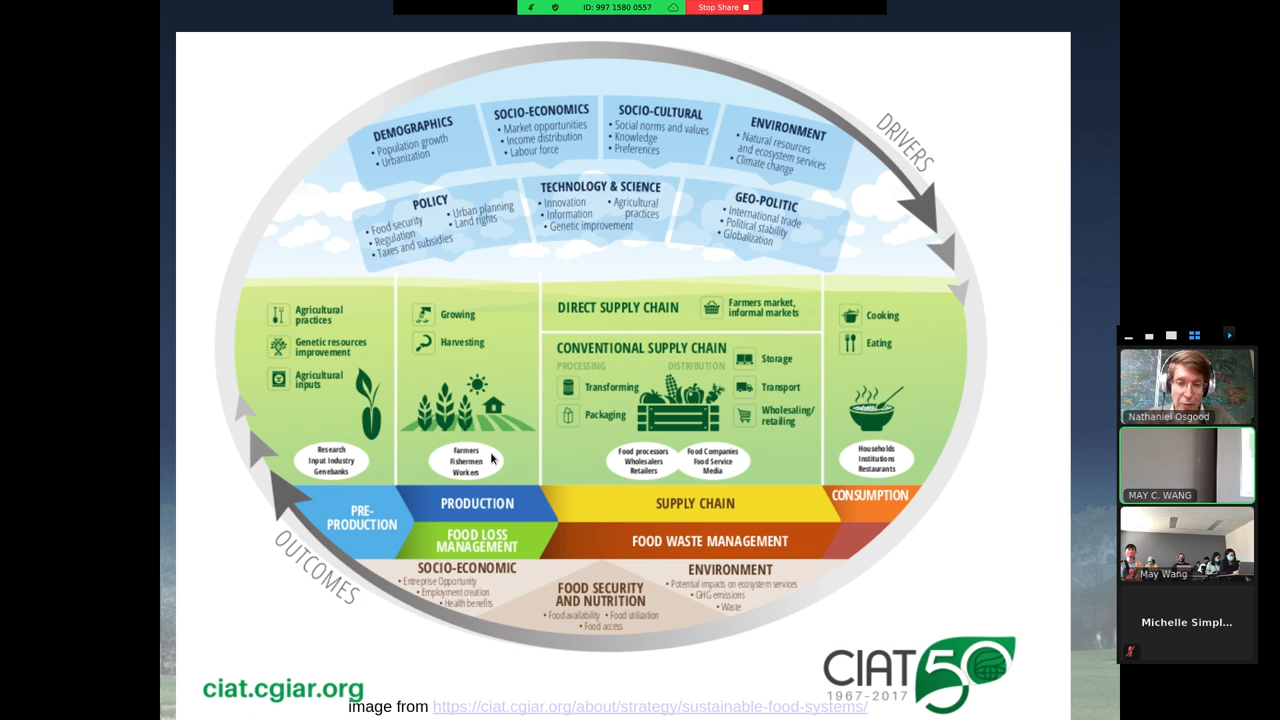 ID: 997 1580 0557
Stop Share
DRIVERS
DEMOGRAPHICS
• Population growth
• Urbanization
SOCIO-ECONOMICS
• Market opportunities
• Income distribution
• Labour force
SOCIO-CULTURAL
• Social norms and values
• Knowledge
• Preferences
ENVIRONMENT
• Natural resources
and ecosystem services
• Climate change
POLICY
• Food security
• Regulation
• Taxes and subsidies
• Urban planning
• Land rights
TECHNOLOGY & SCIENCE
• Innovation
• Information
• Genetic improvement
• Agricultural
practices
GEO-POLITIC
• International trade
• Political stability
• Globalization
Agricultural
practices
Genetic resources
improvement
Agricultural
inputs
Research
Input Industry
Genebanks
Growing
Harvesting
Farmers
Fishermen
Workers
DIRECT SUPPLY CHAIN
Farmers market,
informal markets
CONVENTIONAL SUPPLY CHAIN
PROCESSING
DISTRIBUTION
Transforming
Packaging
Storage
Transport
Wholesaling/
retailing
Food processors
Wholesalers
Retailers
Food Companies
Food Service
Media
Cooking
Eating
Households
Institutions
Restaurants
PRE-
PRODUCTION
PRODUCTION
SUPPLY CHAIN
CONSUMPTION
FOOD LOSS
MANAGEMENT
FOOD WASTE MANAGEMENT
OUTCOMES
SOCIO-ECONOMIC
• Entreprise Opportunity
• Employment creation
• Health benefits
FOOD SECURITY
AND NUTRITION
• Food availability • Food utilization
• Food access
ENVIRONMENT
• Potential impacts on ecosystem services
• GHG emissions
• Waste
ciat.cgiar.org
CIAT 50
1967-2017
image from https://ciat.cgiar.org/about/strategy/sustainable-food-systems/
Nathaniel Osgood
MAY C. WANG
May Wang
Michelle Simpl...